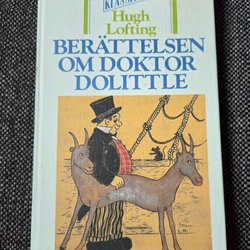 Hugh
Lofting
BERÄTTELSEN
OM DOKTOR
DOLITTLE